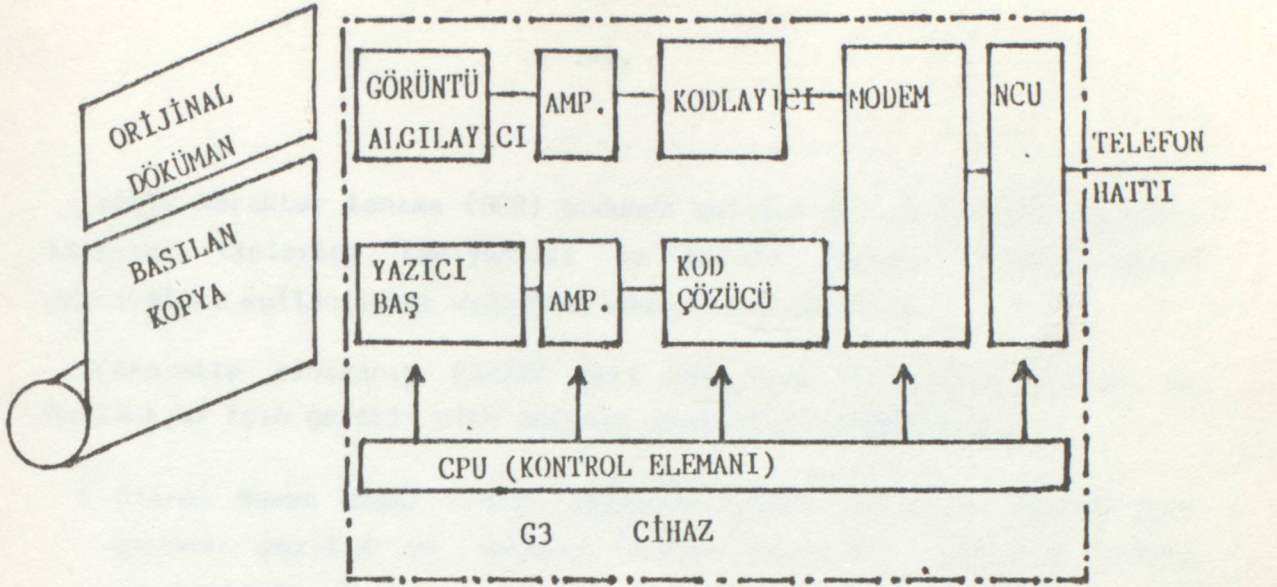 ORİJİNAL
DÖKÜMAN
BASILAN
KOPYA
GÖRÜNTÜ
ALGILAYICI
AMP.
KODLAYICI
MODEM
NCU
TELEFON
HATTI
YAZICI
BAŞ
AMP.
KOD
ÇÖZÜCÜ
CPU (KONTROL ELEMANI)
G3 CİHAZ